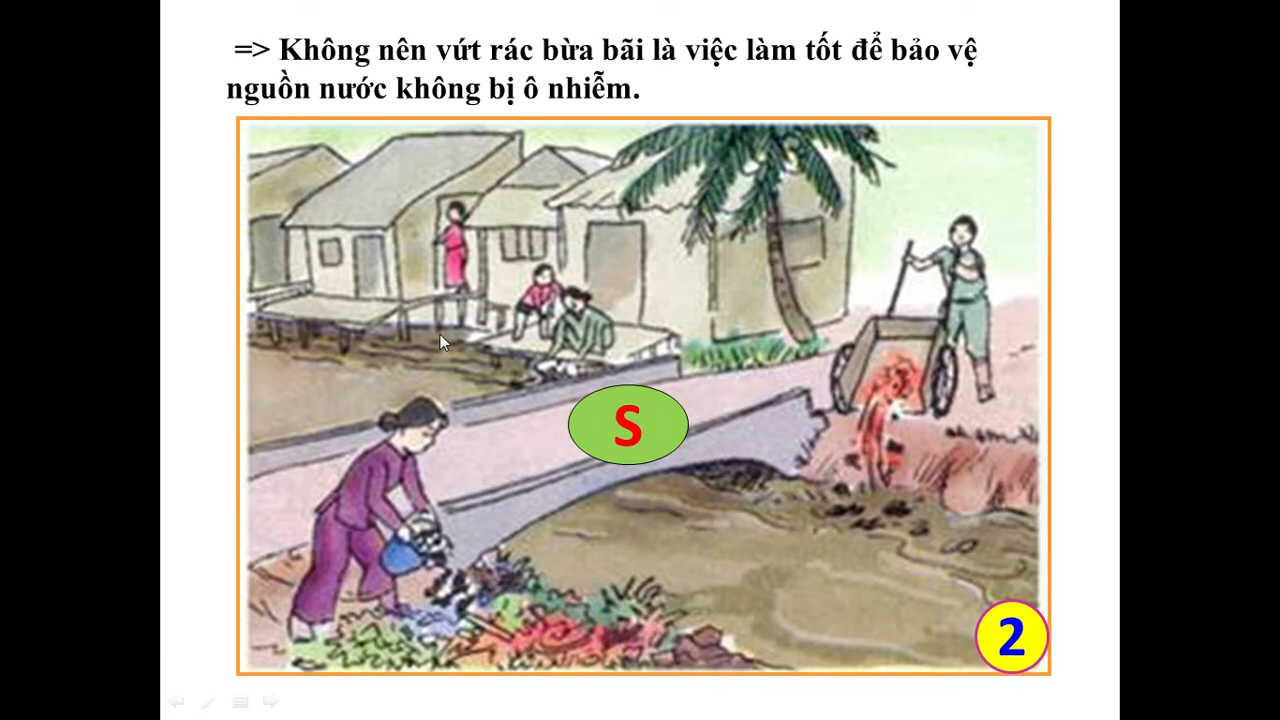 => Không nên vứt rác bừa bãi là việc làm tốt để bảo vệ
nguồn nước không bị ô nhiễm.
S
2